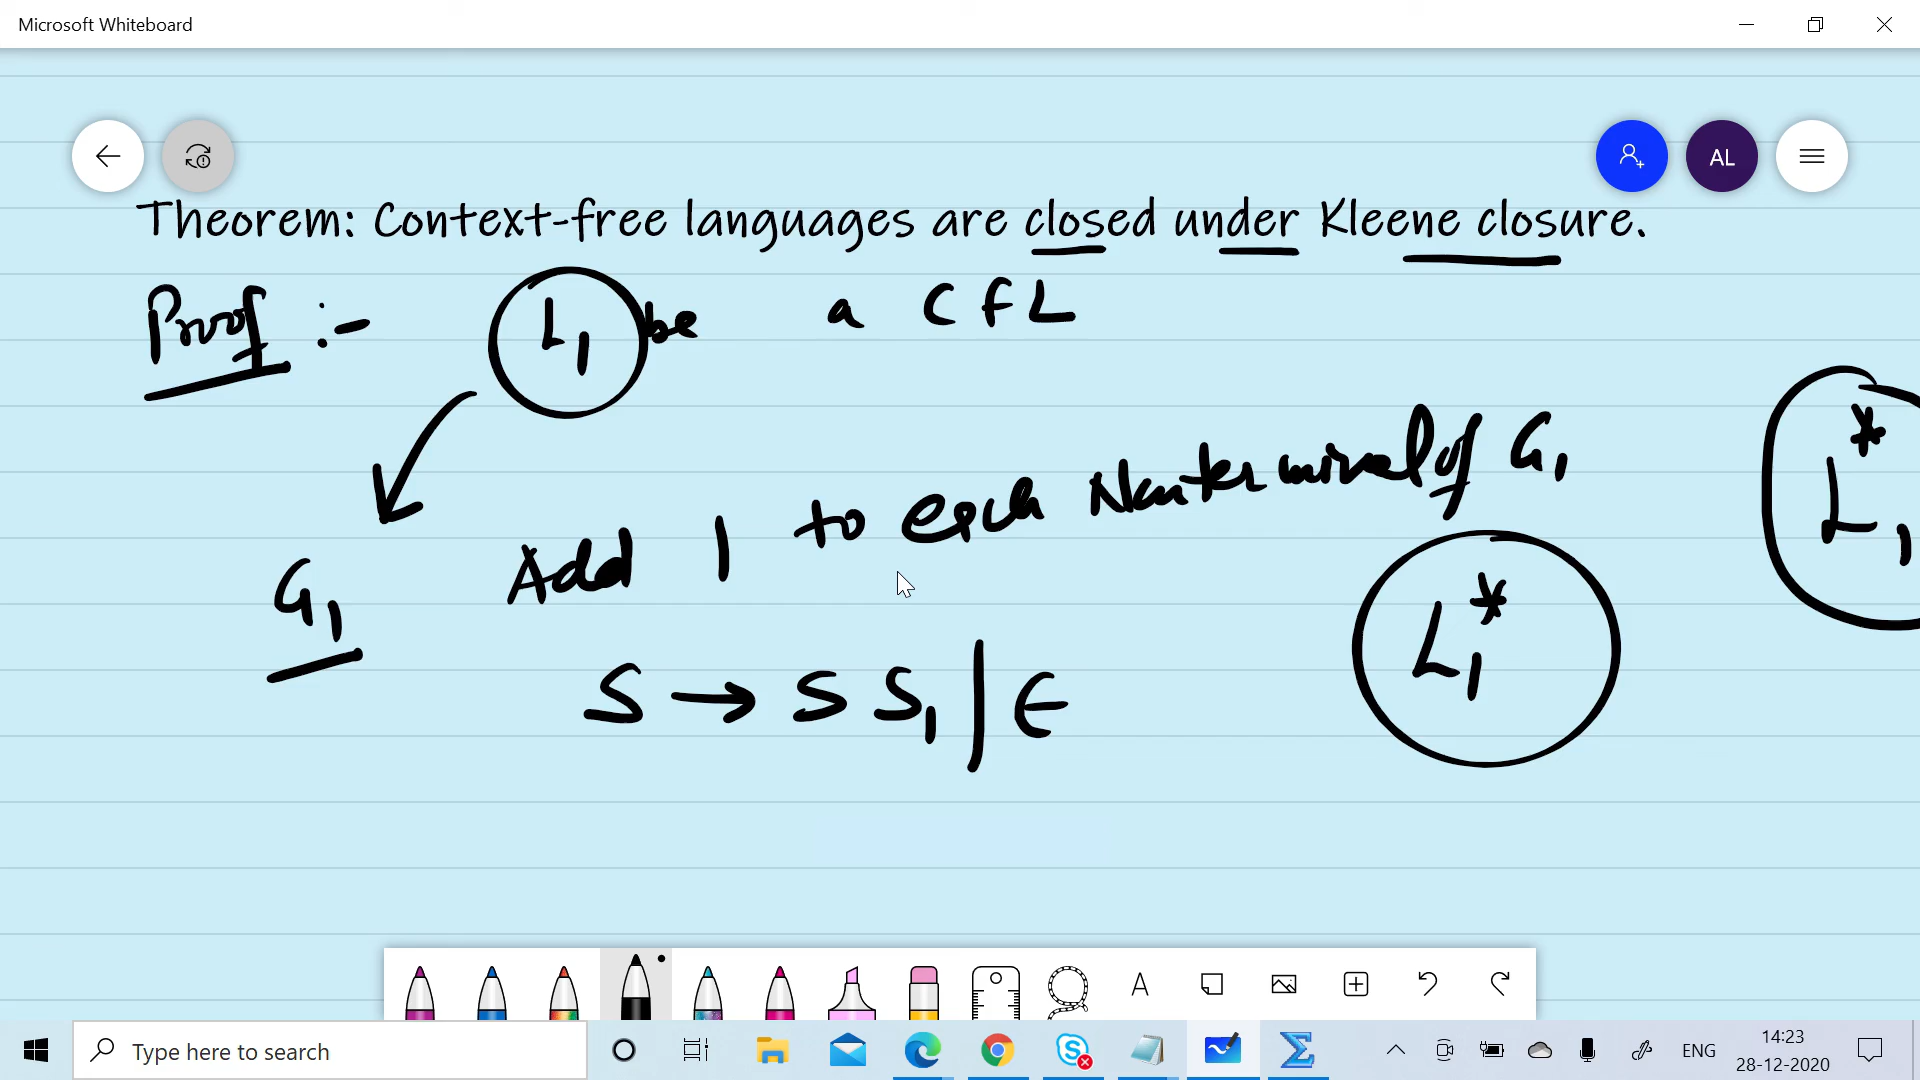 Microsoft Whiteboard
AL
Theorem: Context-free languages are closed under Kleene closure.
Proof :- L1 be a CFL
Add 1 to each Nonterminal of G1
L1*
G1
S → S S1 | ϵ
L1*
A
Type here to search
ENG
14:23
28-12-2020